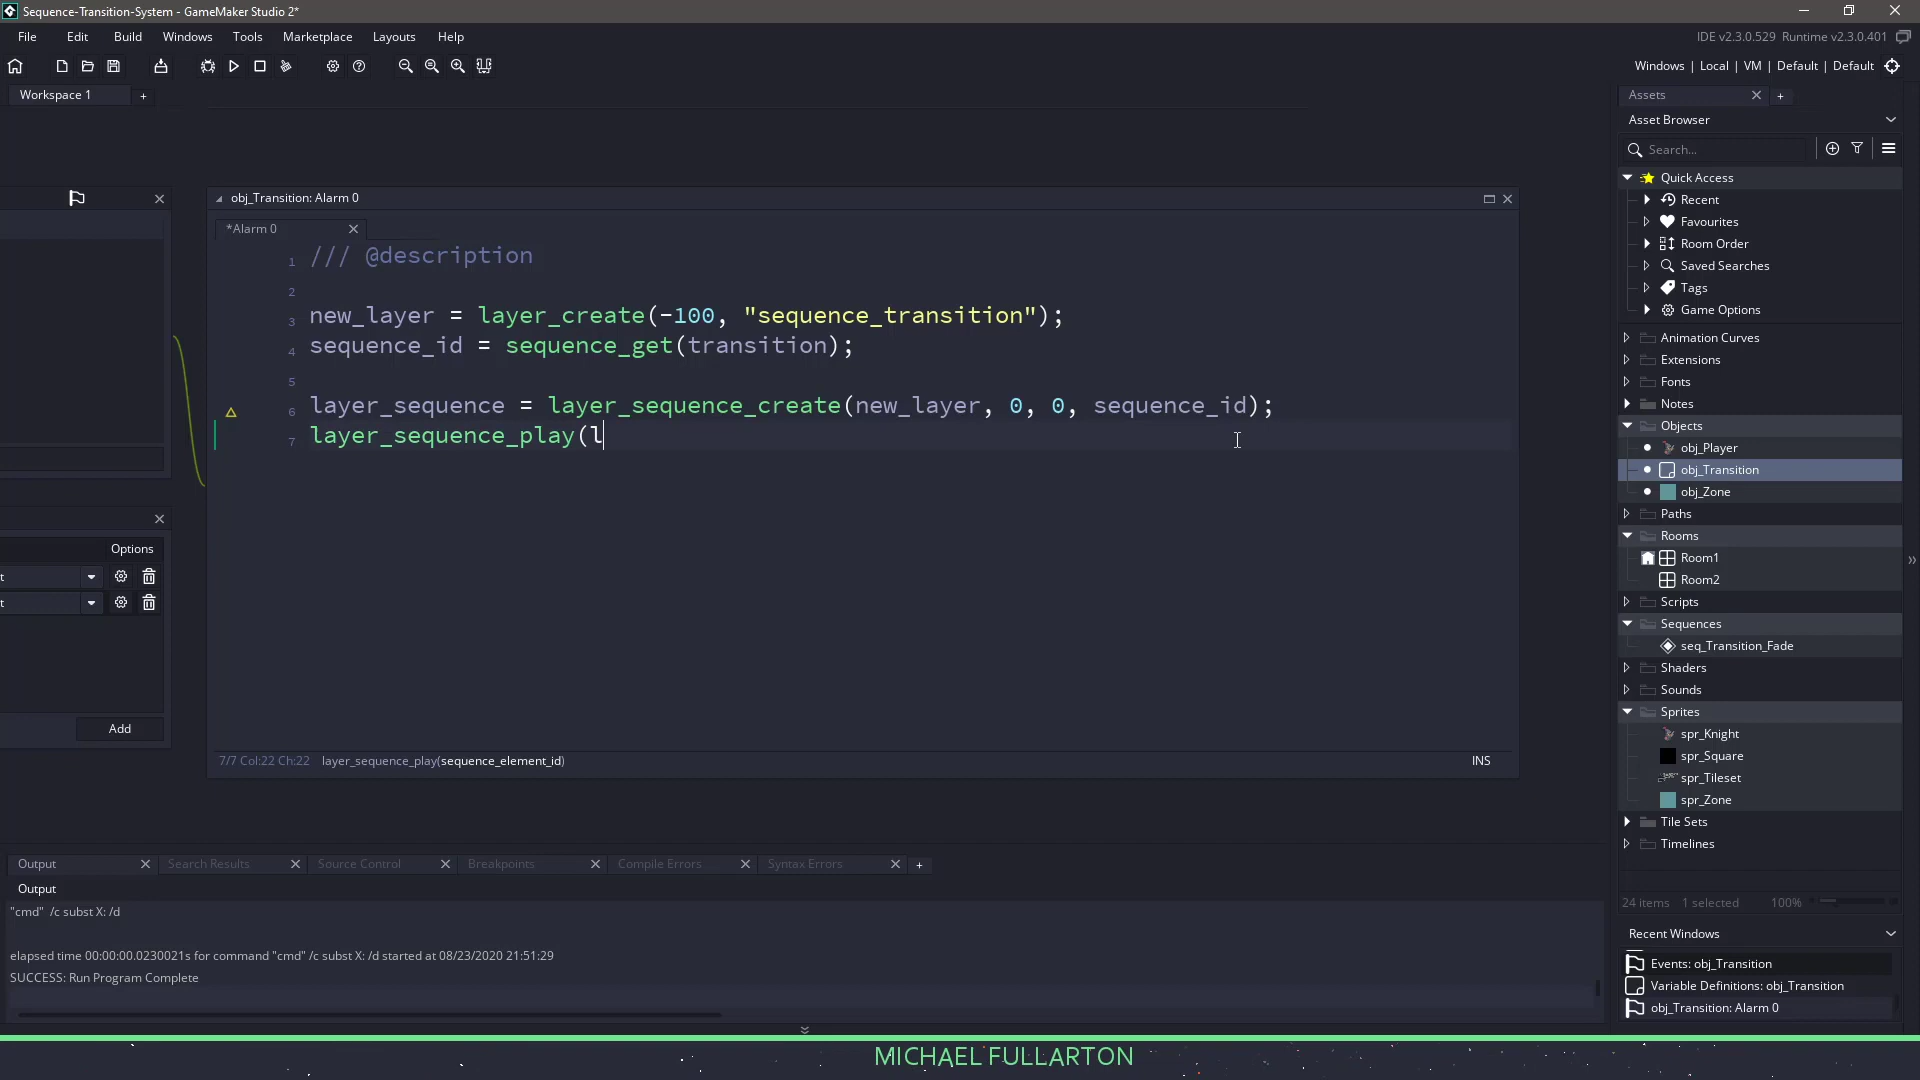 Sequence-Transition-System - GameMaker Studio 2*
File Edit Build Windows Tools Marketplace Layouts Help
IDE v2.3.0.529 Runtime v2.3.0.401
Windows | Local | VM | Default | Default
Workspace 1
obj_Transition: Alarm 0
*Alarm 0
1 /// @description
2
3 new_layer = layer_create(-100, "sequence_transition");
4 sequence_id = sequence_get(transition);
5
6 layer_sequence = layer_sequence_create(new_layer, 0, 0, sequence_id);
7 layer_sequence_play(l
7/7 Col:22 Ch:22 layer_sequence_play(sequence_element_id)
INS
Options
t
t
Add
Assets
Asset Browser
Search...
Quick Access
Recent
Favourites
Room Order
Saved Searches
Tags
Game Options
Animation Curves
Extensions
Fonts
Notes
Objects
obj_Player
obj_Transition
obj_Zone
Paths
Rooms
Room1
Room2
Scripts
Sequences
seq_Transition_Fade
Shaders
Sounds
Sprites
spr_Knight
spr_Square
spr_Tileset
spr_Zone
Tile Sets
Timelines
24 items 1 selected 100%
Recent Windows
Events: obj_Transition
Variable Definitions: obj_Transition
obj_Transition: Alarm 0
Output Search Results Source Control Breakpoints Compile Errors Syntax Errors
Output
"cmd" /c subst X: /d
elapsed time 00:00:00.0230021s for command "cmd" /c subst X: /d started at 08/23/2020 21:51:29
SUCCESS: Run Program Complete
MICHAEL FULLARTON